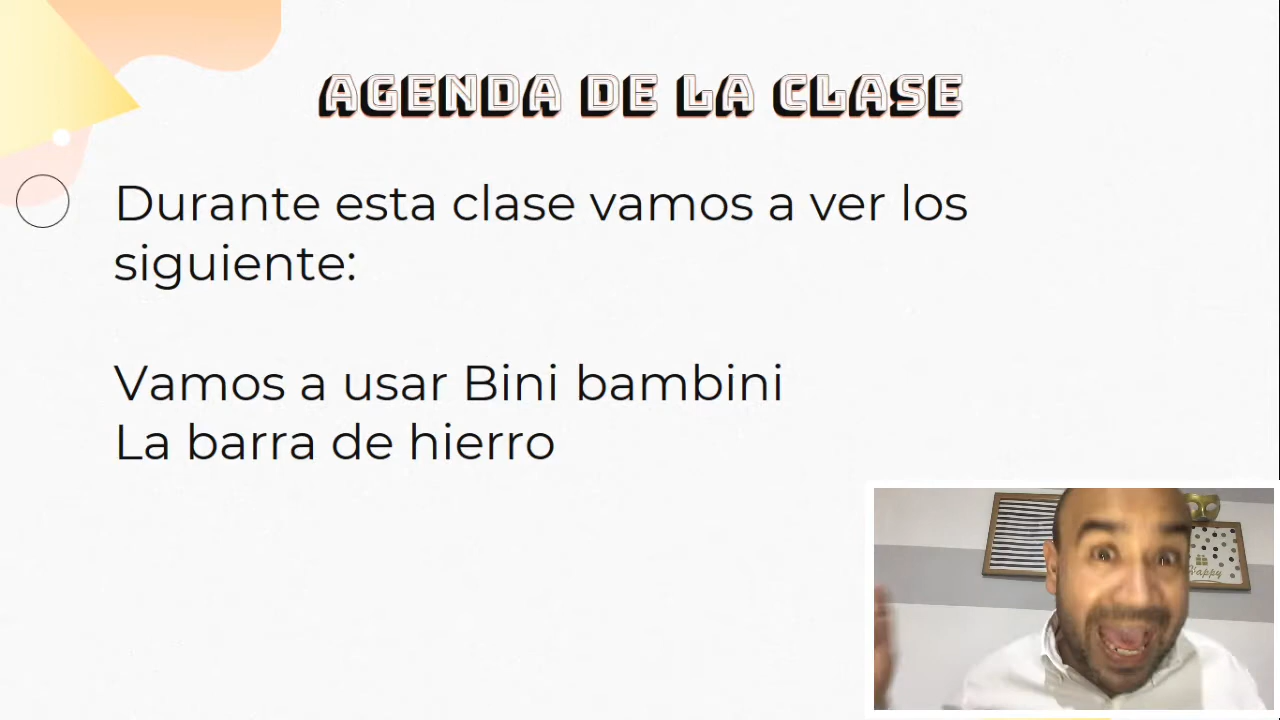 AGENDA DE LA CLASE
Durante esta clase vamos a ver los
siguiente:
Vamos a usar Bini bambini
La barra de hierro
Happy